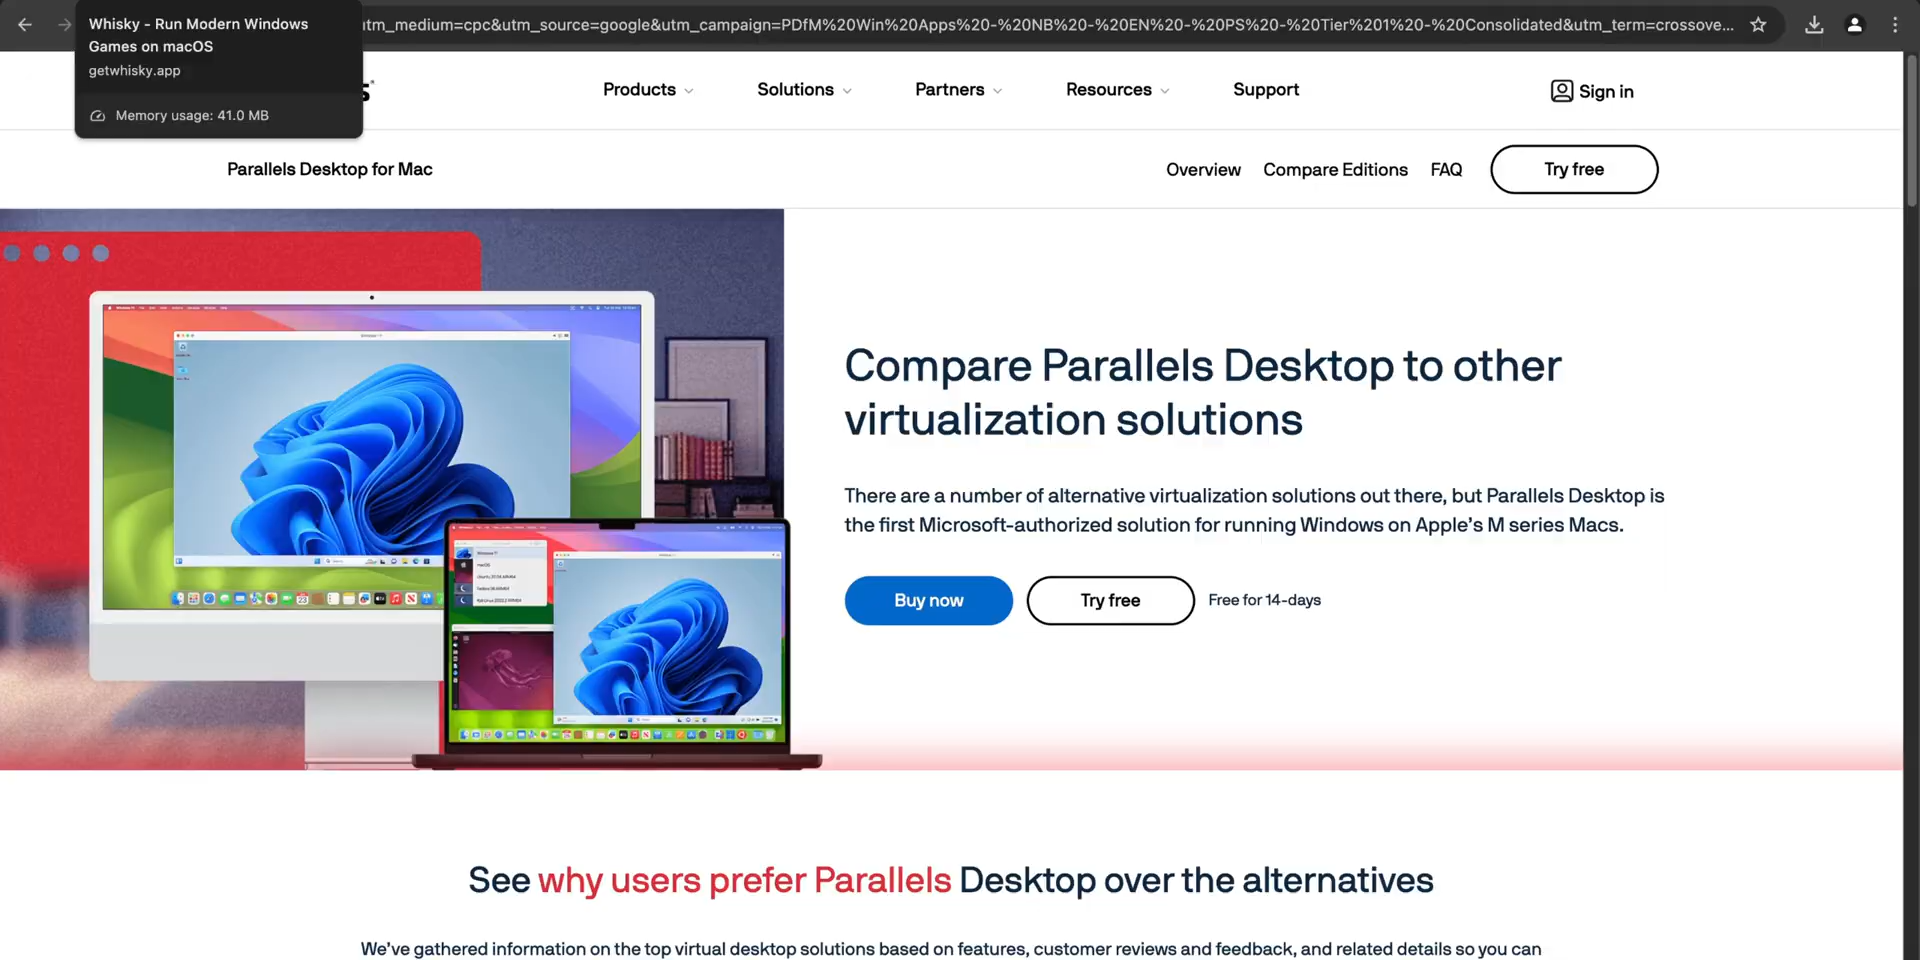 Whisky - Run Modern Windows
Games on macOS
getwhisky.app
Memory usage: 41.0 MB
utm_medium=cpc&utm_source=google&utm_campaign=PDfM%20Win%20Apps%20-%20NB%20-%20EN%20-%20PS%20-%20Tier%201%20-%20Consolidated&utm_term=crossove...
Products
Solutions
Partners
Resources
Support
Sign in
Parallels Desktop for Mac
Overview
Compare Editions
FAQ
Try free
Compare Parallels Desktop to other
virtualization solutions
There are a number of alternative virtualization solutions out there, but Parallels Desktop is
the first Microsoft-authorized solution for running Windows on Apple's M series Macs.
Buy now
Try free
Free for 14-days
See why users prefer Parallels Desktop over the alternatives
We've gathered information on the top virtual desktop solutions based on features, customer reviews and feedback, and related details so you can